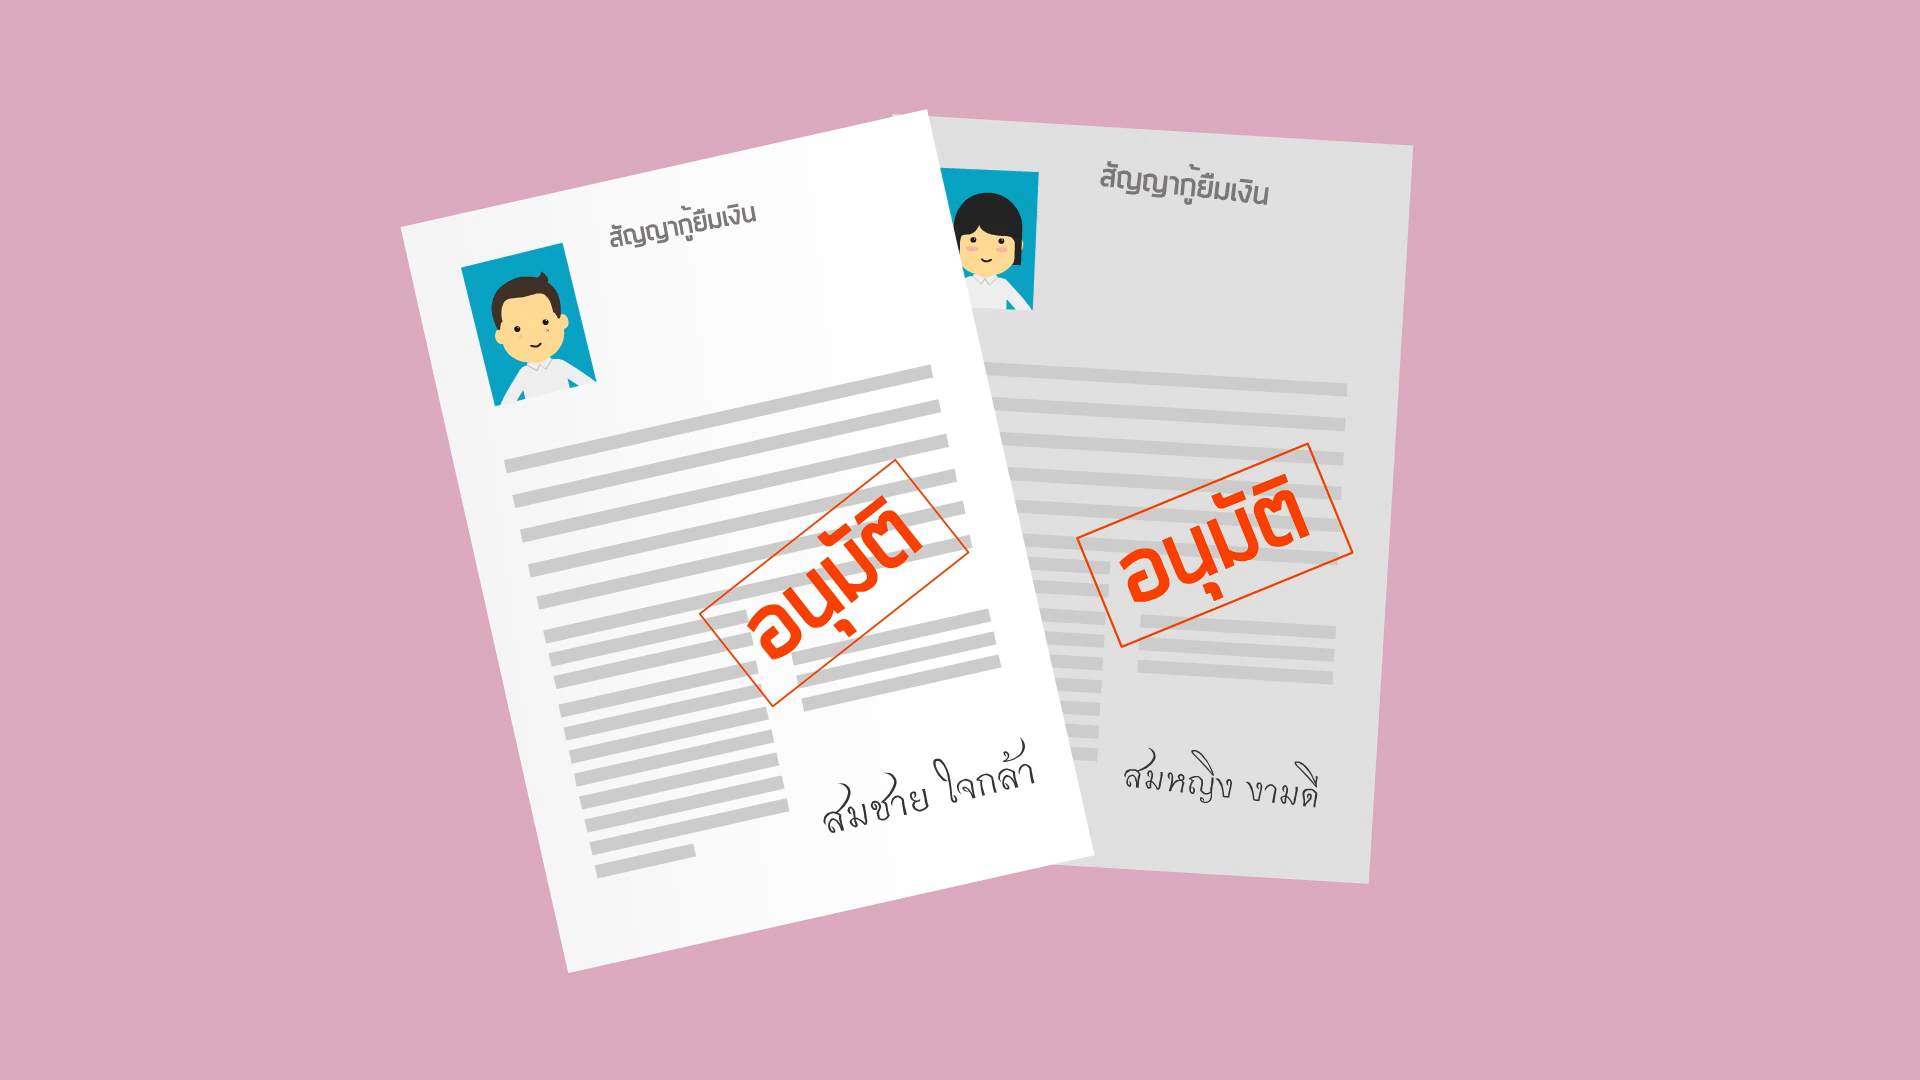 สัญญากู้ยืมเงิน
อนุมัติ
สมชาย ใจกล้า
สัญญากู้ยืมเงิน
อนุมัติ
สมหญิง งามดี